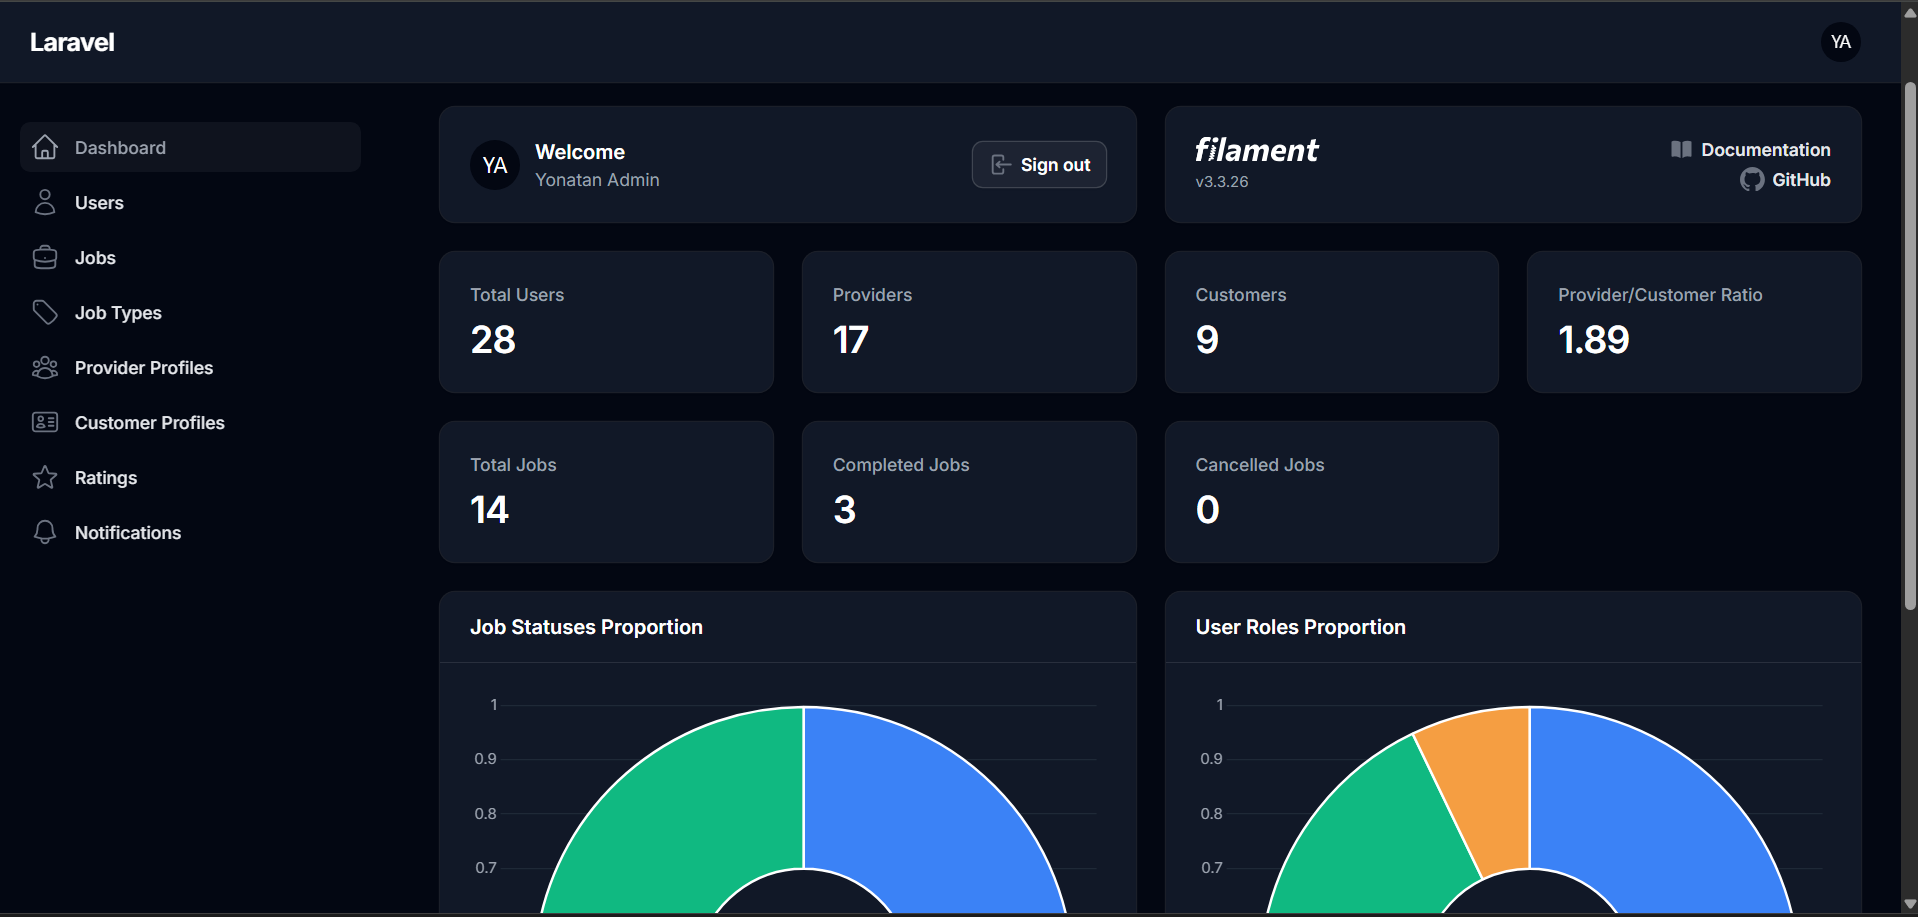 Laravel
YA
Dashboard
Users
Jobs
Job Types
Provider Profiles
Customer Profiles
Ratings
Notifications
YA
Welcome
Yonatan Admin
Sign out
filament
v3.3.26
Documentation
GitHub
Total Users
28
Providers
17
Customers
9
Provider/Customer Ratio
1.89
Total Jobs
14
Completed Jobs
3
Cancelled Jobs
0
Job Statuses Proportion
1
0.9
0.8
0.7
User Roles Proportion
1
0.9
0.8
0.7